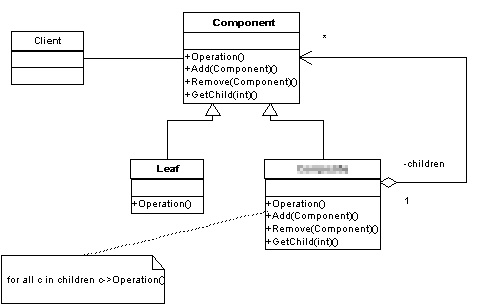 Component
Client
*
+Operation()
+Add(Component)()
+Remove(Component)()
+GetChild(int)()
Leaf
-children
+Operation()
+Operation()
1
+Add(Component)()
+Remove(Component)()
+GetChild(int)()
for all c in children c->Operation()